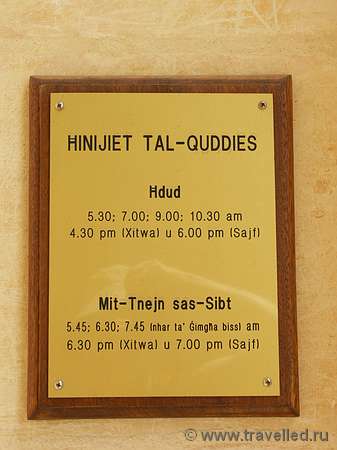 ĦINIJIET TAL-QUDDIES
Ħdud
5.30; 7.00; 9.00; 10.30 am
4.30 pm (Xitwa) u 6.00 pm (Sajf)
Mit-Tnejn sas-Sibt
5.45; 6.30; 7.45 (nhar ta' Ġimgħa biss) am
6.30 pm (Xitwa) u 7.00 pm (Sajf)
© www.travelled.ru